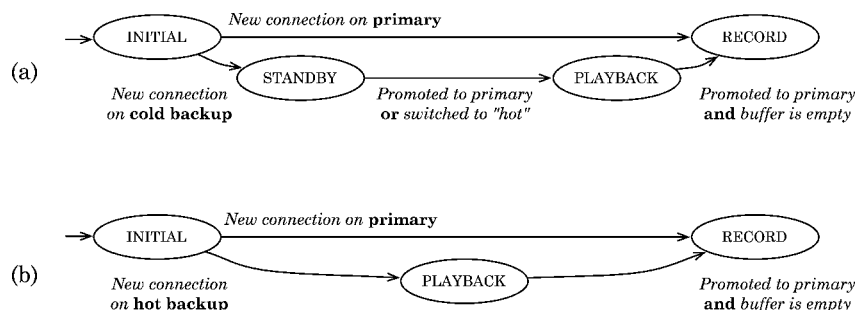 New connection on primary
INITIAL
RECORD
(a)
STANDBY
PLAYBACK
New connection
on cold backup
Promoted to primary
or switched to "hot"
Promoted to primary
and buffer is empty
New connection on primary
INITIAL
RECORD
(b)
PLAYBACK
New connection
on hot backup
Promoted to primary
and buffer is empty